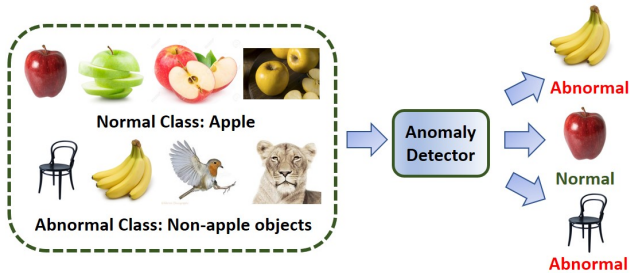 Normal Class: Apple
Abnormal Class: Non-apple objects
Anomaly
Detector
Abnormal
Normal
Abnormal